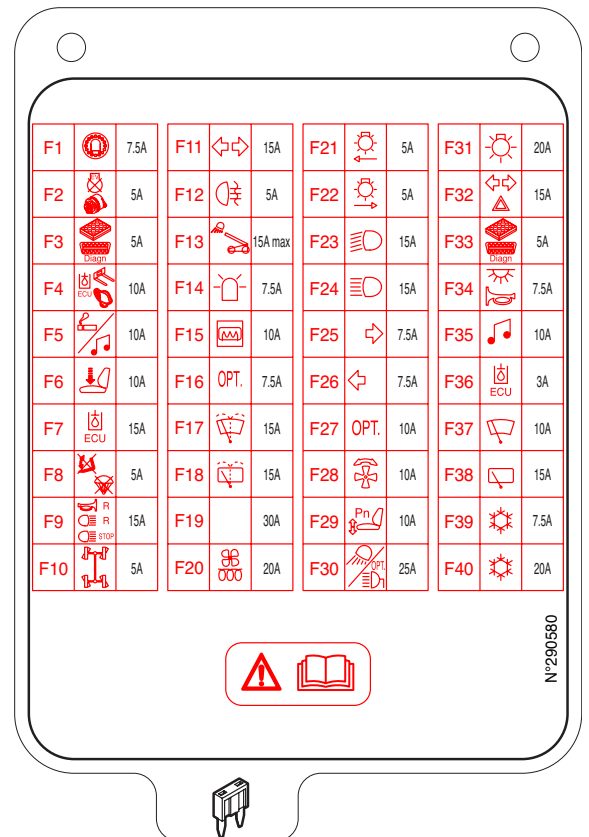 F1 7.5A F11 15A F21 5A F31 20A
F2 5A F12 5A F22 5A F32 15A
F3 Diagn 5A F13 15A max F23 15A F33 Diagn 5A
F4 ECU 10A F14 7.5A F24 15A F34 7.5A
F5 10A F15 10A F25 7.5A F35 10A
F6 10A F16 OPT. 7.5A F26 7.5A F36 ECU 3A
F7 ECU 15A F17 15A F27 OPT. 10A F37 10A
F8 5A F18 15A F28 10A F38 15A
F9 R R STOP 15A F19 30A F29 Pn 10A F39 7.5A
F10 5A F20 20A F30 OPT. 25A F40 20A
N°290580